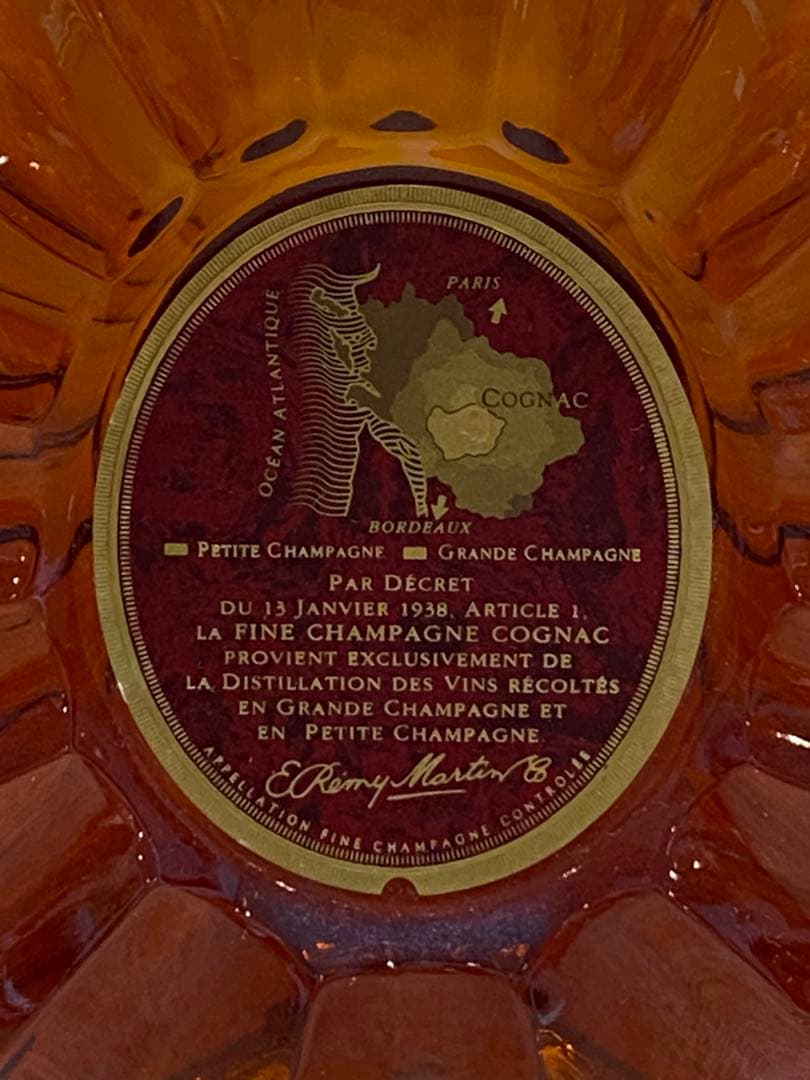 PARIS
OCÉAN ATLANTIQUE
COGNAC
BORDEAUX
PETITE CHAMPAGNE GRANDE CHAMPAGNE
PAR DÉCRET
DU 13 JANVIER 1938, ARTICLE 1,
LA FINE CHAMPAGNE COGNAC
PROVIENT EXCLUSIVEMENT DE
LA DISTILLATION DES VINS RÉCOLTÉS
EN GRANDE CHAMPAGNE ET
EN PETITE CHAMPAGNE
E. Rémy Martin & Co
APPELLATION FINE CHAMPAGNE CONTROLÉE